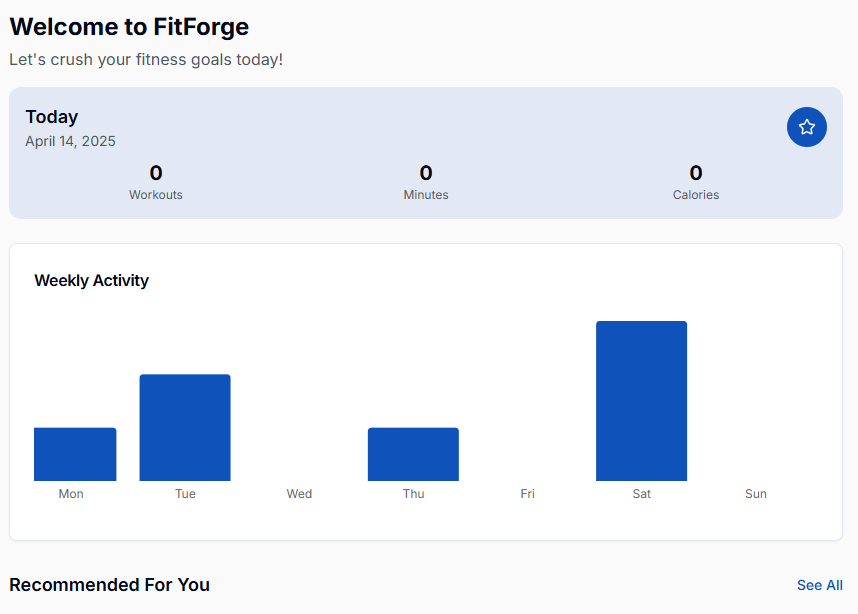 Welcome to FitForge
Let's crush your fitness goals today!
Today
April 14, 2025
0 0 0
Workouts Minutes Calories
Weekly Activity
Mon Tue Wed Thu Fri Sat Sun
Recommended For You See All